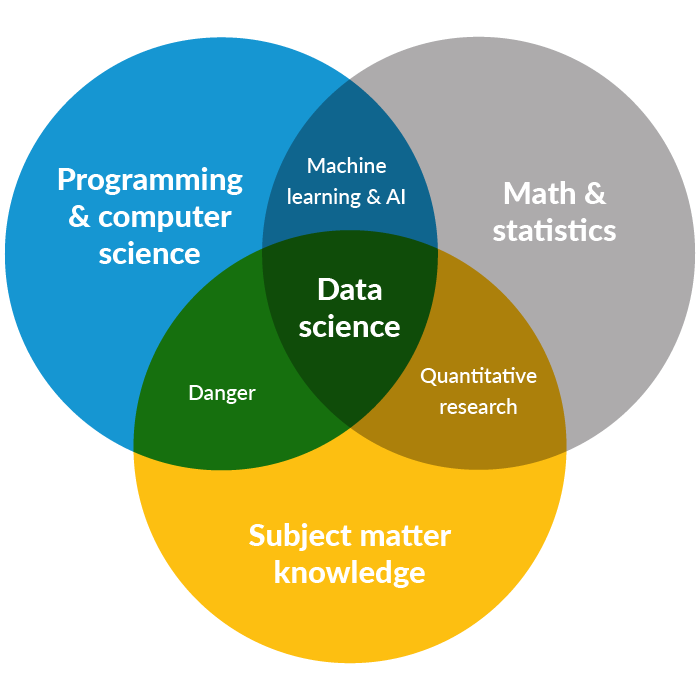 Programming
& computer
science
Machine
learning & AI
Math &
statistics
Data
science
Danger
Quantitative
research
Subject matter
knowledge